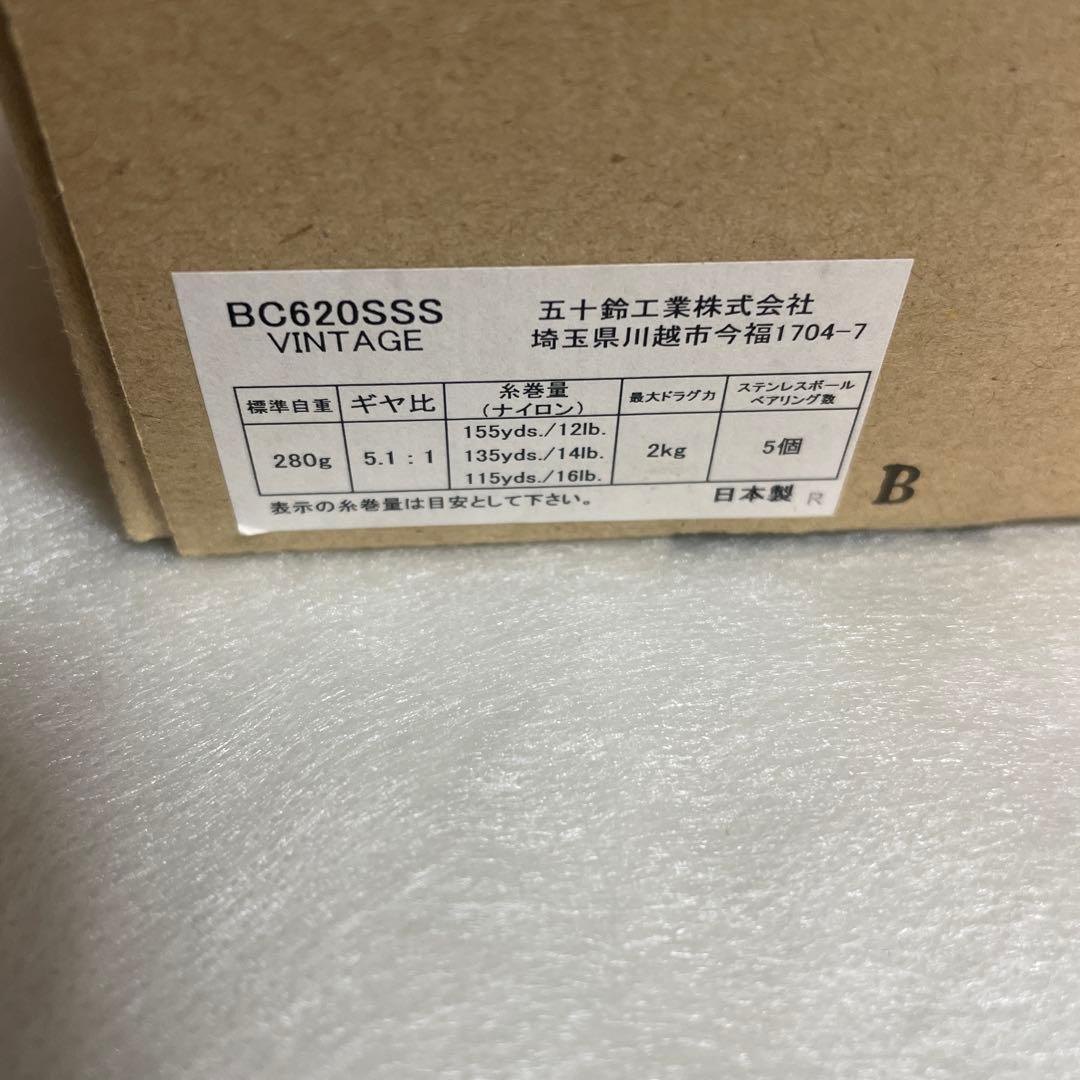 BC620SSS
VINTAGE
五十鈴工業株式会社
埼玉県川越市今福1704-7
標準自重 ギヤ比 糸巻量（ナイロン） 最大ドラグ力 ステンレスボールベアリング数
280g 5.1：1 155yds./12lb. 2kg 5個
135yds./14lb.
115yds./16lb.
表示の糸巻量は目安として下さい。
日本製 R
B